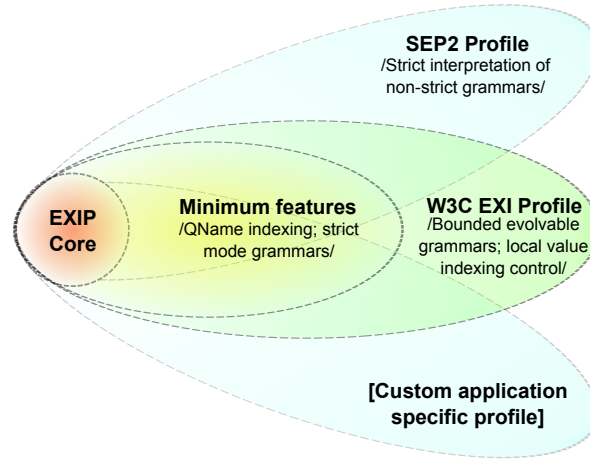 SEP2 Profile
/Strict interpretation of
non-strict grammars/
EXIP
Core
Minimum features
/QName indexing; strict
mode grammars/
W3C EXI Profile
/Bounded evolvable
grammars; local value
indexing control/
[Custom application
specific profile]